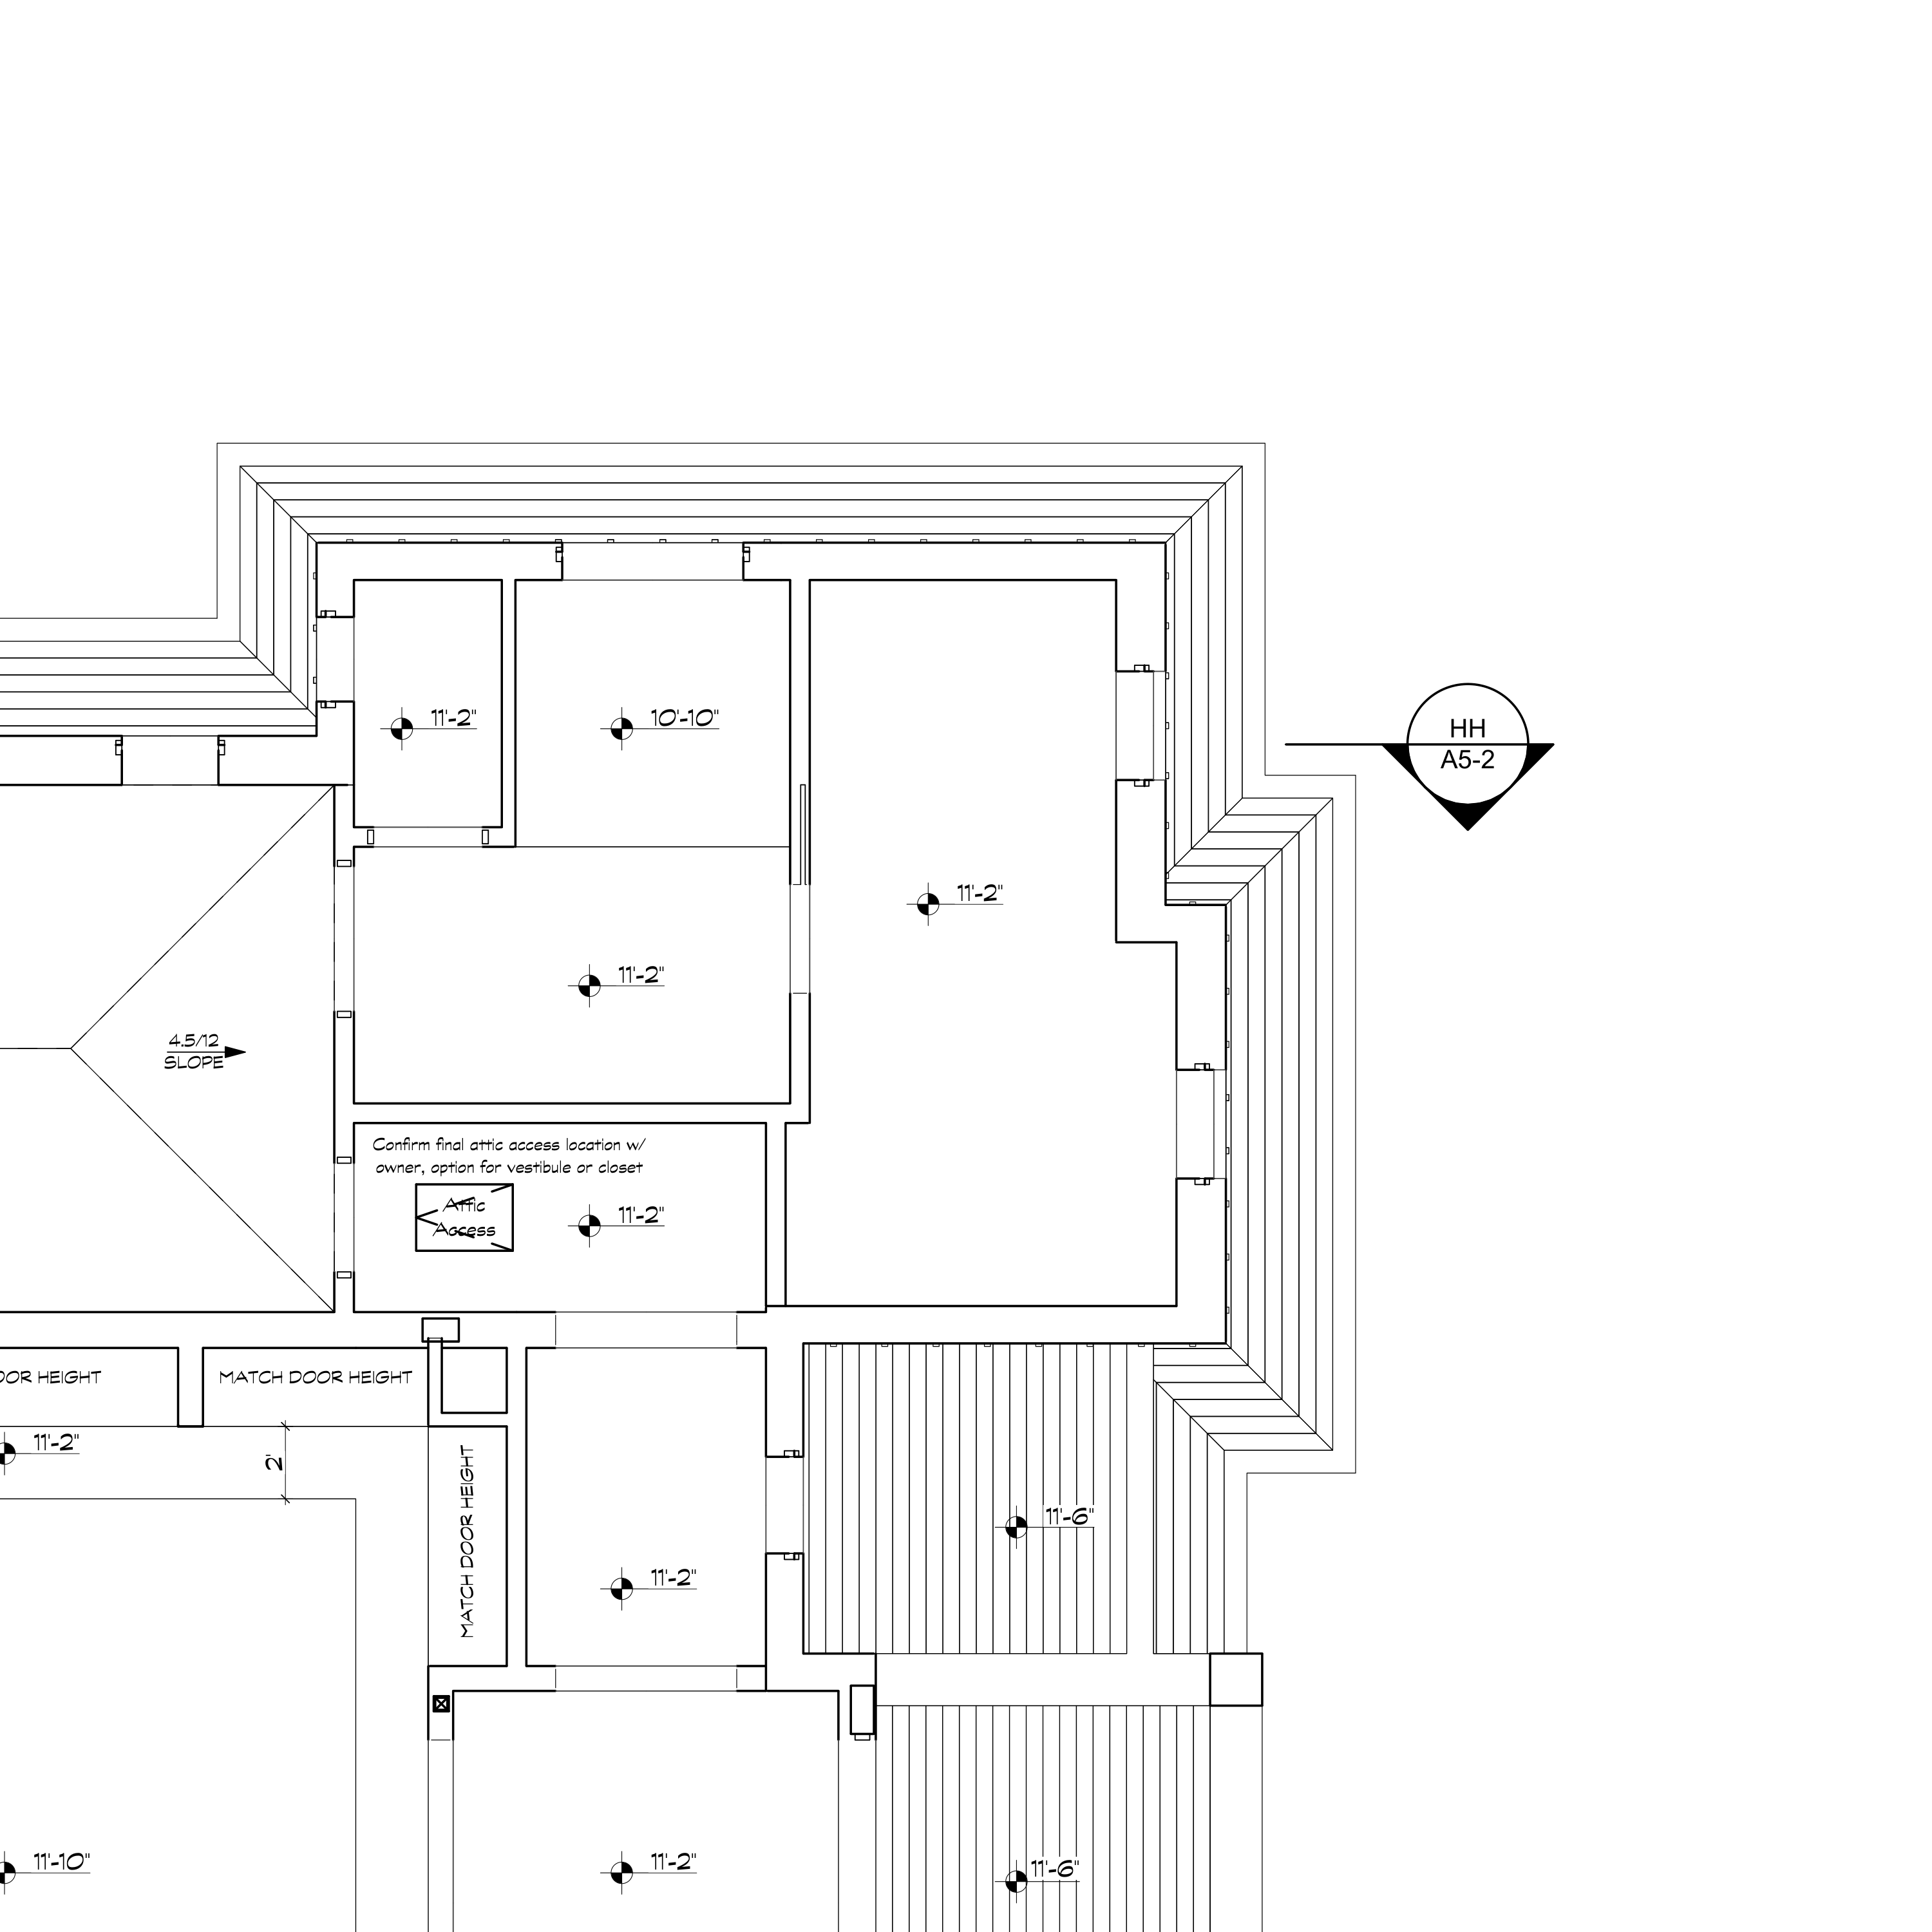 11'-2"
10'-10"
HH
A5-2
11'-2"
11'-2"
4.5/12
SLOPE
Confirm final attic access location w/
owner, option for vestibule or closet
Attic
Access
11'-2"
OOR HEIGHT
MATCH DOOR HEIGHT
11'-2"
2'
MATCH DOOR HEIGHT
11'-6"
11'-2"
11'-10"
11'-2"
11'-6"